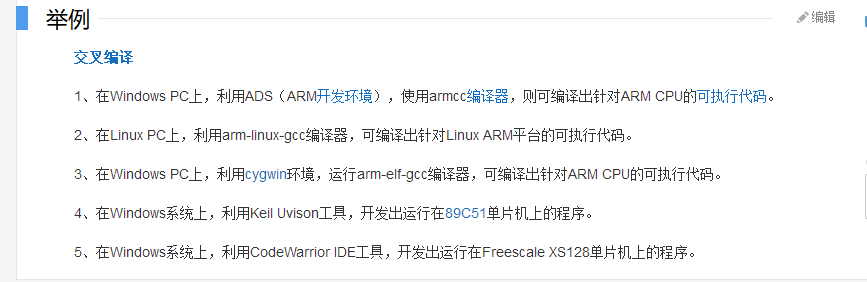 举例
编辑
交叉编译
1、在Windows PC上，利用ADS（ARM开发环境），使用armcc编译器，则可编译出针对ARM CPU的可执行代码。
2、在Linux PC上，利用arm-linux-gcc编译器，可编译出针对Linux ARM平台的可执行代码。
3、在Windows PC上，利用cygwin环境，运行arm-elf-gcc编译器，可编译出针对ARM CPU的可执行代码。
4、在Windows系统上，利用Keil Uvison工具，开发出运行在89C51单片机上的程序。
5、在Windows系统上，利用CodeWarrior IDE工具，开发出运行在Freescale XS128单片机上的程序。